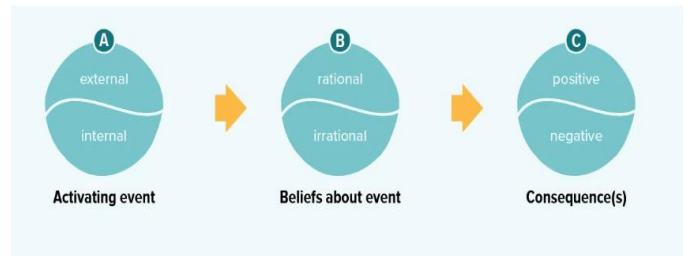 A
B
C
external
rational
positive
internal
irrational
negative
Activating event
Beliefs about event
Consequence(s)